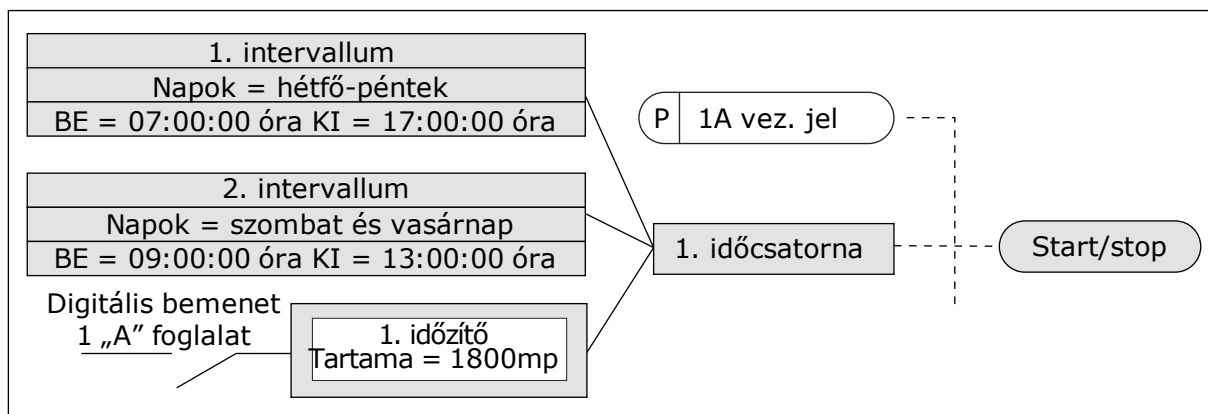 1. intervallum
Napok = hétfő-péntek
BE = 07:00:00 óra KI = 17:00:00 óra
P 1A vez. jel
2. intervallum
Napok = szombat és vasárnap
BE = 09:00:00 óra KI = 13:00:00 óra
1. időcsatorna
Start/stop
Digitális bemenet
1 „A” foglalat
1. időzítő
Tartama = 1800mp